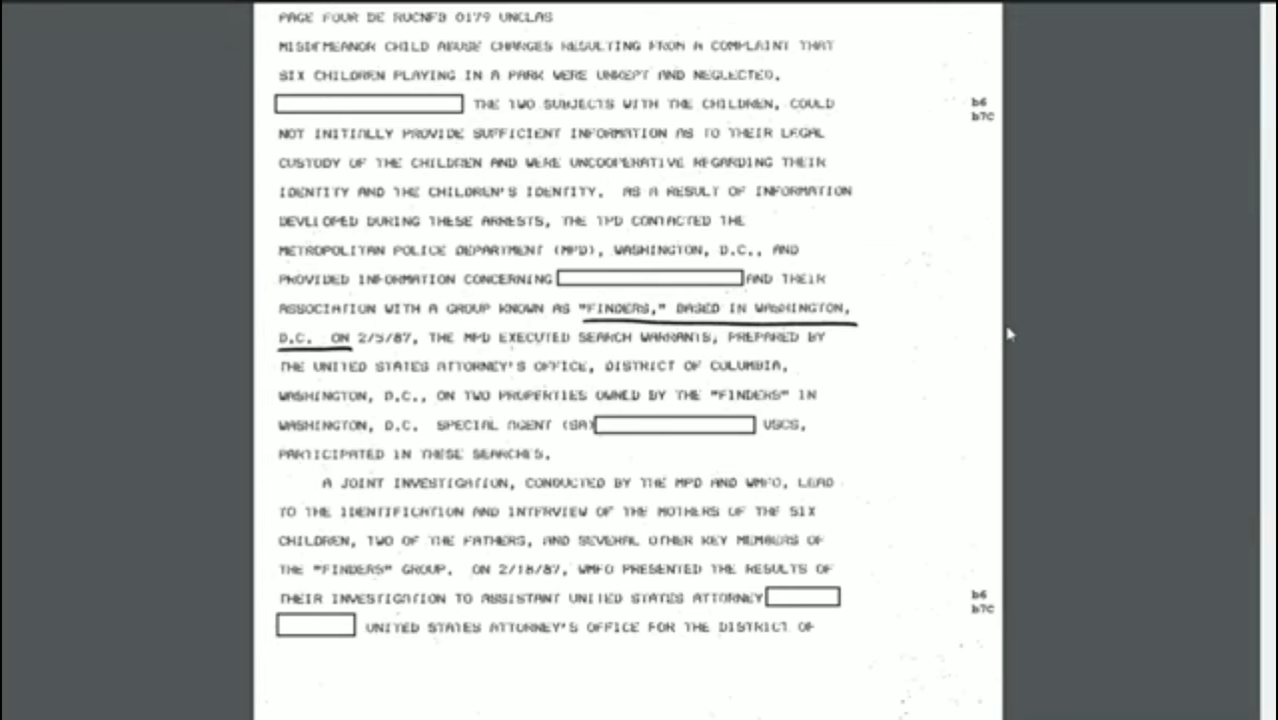 PAGE FOUR DE RUCNFB 0179 UNCLAS
MISDEMEANOR CHILD ABUSE CHARGES RESULTING FROM A COMPLAINT THAT
SIX CHILDREN PLAYING IN A PARK WERE UNKEPT AND NEGLECTED.
THE TWO SUBJECTS WITH THE CHILDREN, COULD
b6
b7C
NOT INITIALLY PROVIDE SUFFICIENT INFORMATION AS TO THEIR LEGAL
CUSTODY OF THE CHILDREN AND WERE UNCOOPERATIVE REGARDING THEIR
IDENTITY AND THE CHILDREN'S IDENTITY. AS A RESULT OF INFORMATION
DEVELOPED DURING THESE ARRESTS, THE TPD CONTACTED THE
METROPOLITAN POLICE DEPARTMENT (MPD), WASHINGTON, D.C., AND
PROVIDED INFORMATION CONCERNING AND THEIR
ASSOCIATION WITH A GROUP KNOWN AS "FINDERS," BASED IN WASHINGTON,
D.C. ON 2/5/87, THE MPD EXECUTED SEARCH WARRANTS, PREPARED BY
THE UNITED STATES ATTORNEY'S OFFICE, DISTRICT OF COLUMBIA,
WASHINGTON, D.C., ON TWO PROPERTIES OWNED BY THE "FINDERS" IN
WASHINGTON, D.C. SPECIAL AGENT (SA) USCS,
PARTICIPATED IN THESE SEARCHES.
A JOINT INVESTIGATION, CONDUCTED BY THE MPD AND WMFO, LEAD
TO THE IDENTIFICATION AND INTERVIEW OF THE MOTHERS OF THE SIX
CHILDREN, TWO OF THE FATHERS, AND SEVERAL OTHER KEY MEMBERS OF
THE "FINDERS" GROUP. ON 2/18/87, WMFO PRESENTED THE RESULTS OF
THEIR INVESTIGATION TO ASSISTANT UNITED STATES ATTORNEY
b6
b7C
UNITED STATES ATTORNEY'S OFFICE FOR THE DISTRICT OF